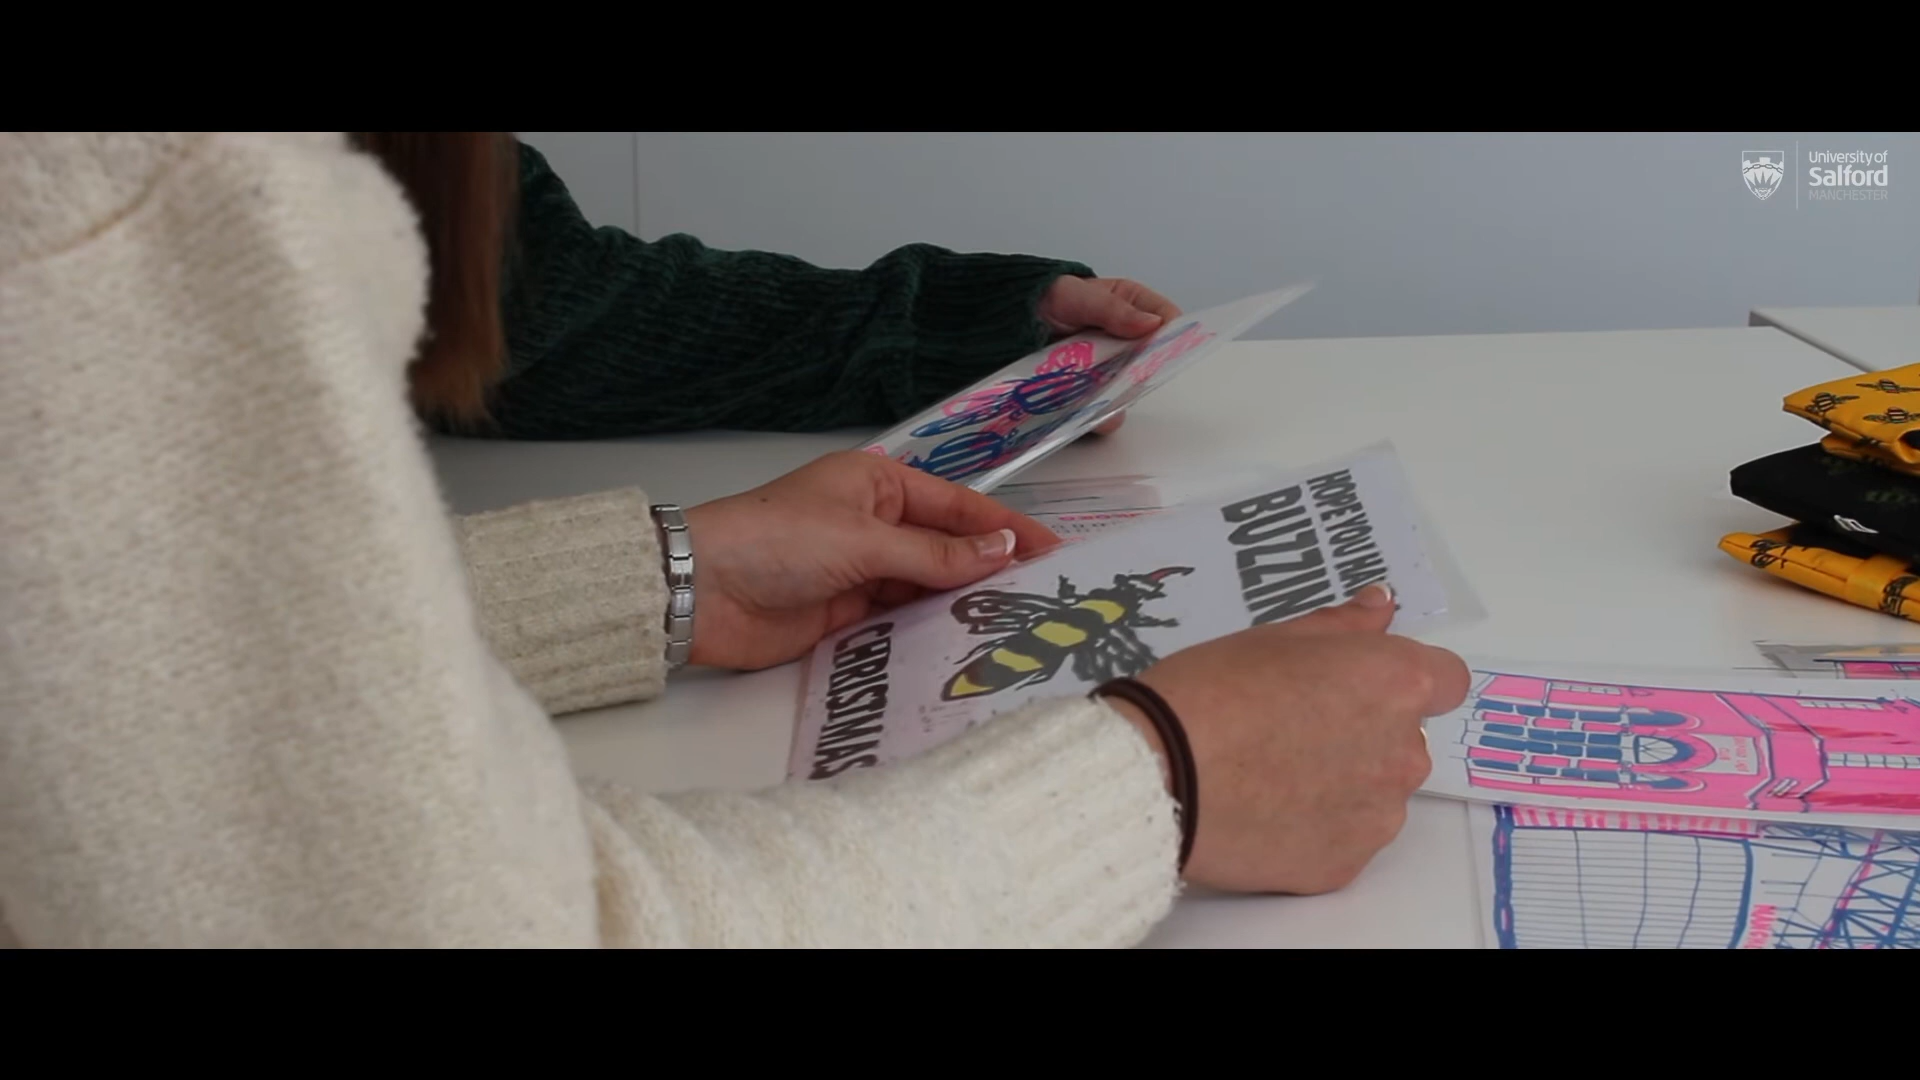 University of
Salford
MANCHESTER
HOPE YOU HA
BUZZIN
CHRISTMAS